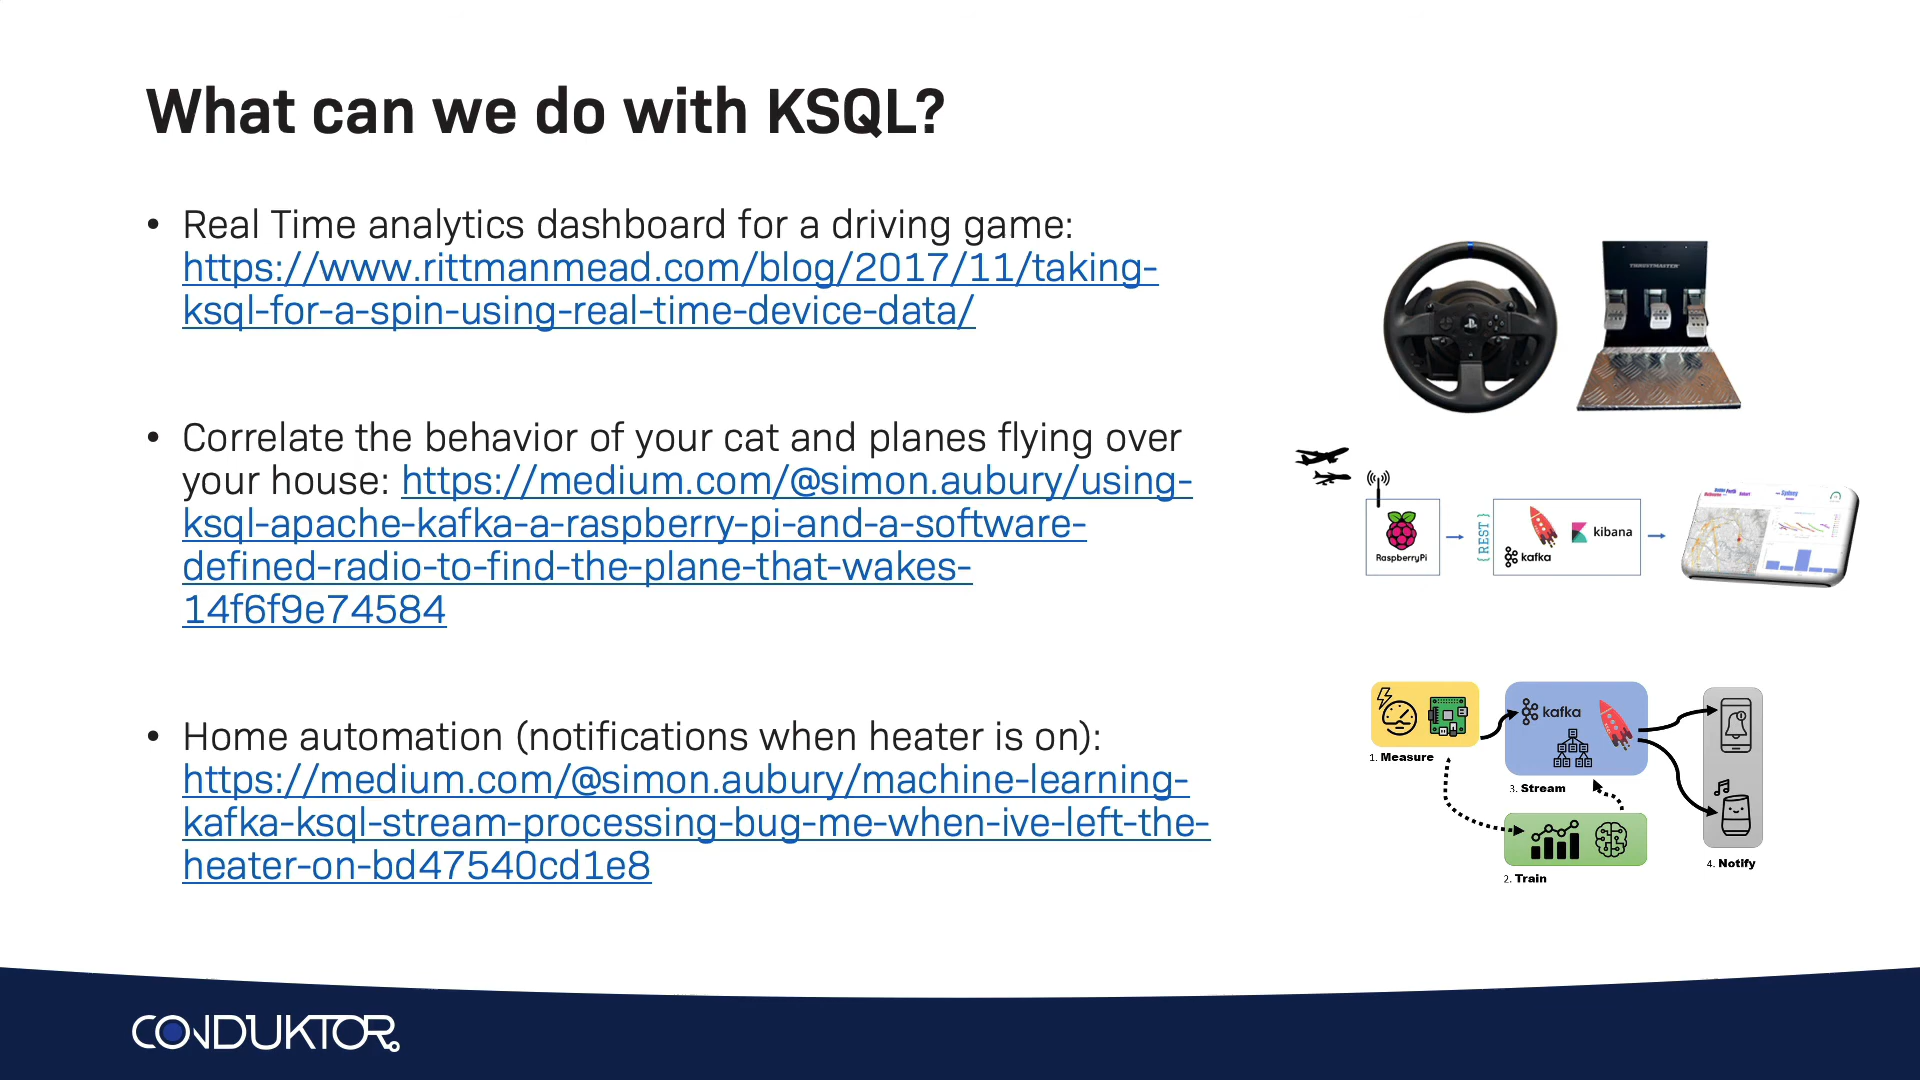 What can we do with KSQL?
• Real Time analytics dashboard for a driving game:
https://www.rittmanmead.com/blog/2017/11/taking-
ksql-for-a-spin-using-real-time-device-data/
• Correlate the behavior of your cat and planes flying over
your house: https://medium.com/@simon.aubury/using-
ksql-apache-kafka-a-raspberry-pi-and-a-software-
defined-radio-to-find-the-plane-that-wakes-
14f6f9e74584
• Home automation (notifications when heater is on):
https://medium.com/@simon.aubury/machine-learning-
kafka-ksql-stream-processing-bug-me-when-ive-left-the-
heater-on-bd47540cd1e8
THRUSTMASTER
RaspberryPi
{REST}
kafka
kibana
Sydney
kafka
1. Measure
3. Stream
2. Train
4. Notify
CONDUKTOR